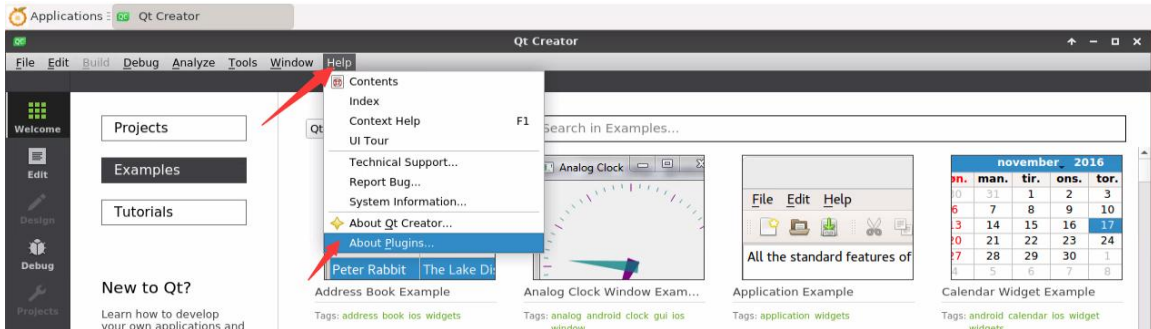 Applications Qt Creator
Qt Creator
File Edit Build Debug Analyze Tools Window Help
Contents
Index
Context Help F1
UI Tour
Technical Support...
Report Bug...
System Information...
About Qt Creator...
About Plugins...
Welcome
Edit
Design
Debug
Projects
Projects
Examples
Tutorials
New to Qt?
Learn how to develop
your own applications and
Qt
Search in Examples...
Peter Rabbit The Lake Di
Address Book Example
Tags: address book ios widgets
Analog Clock
Analog Clock Window Exam...
Tags: analog android clock gui ios
window
File Edit Help
All the standard features of
Application Example
Tags: application widgets
november 2016
man. tir. ons. tor.
31 1 2 3
7 8 9 10
14 15 16 17
21 22 23 24
28 29 30 1
5 6 7 8
Calendar Widget Example
Tags: android calendar ios widget
widgets